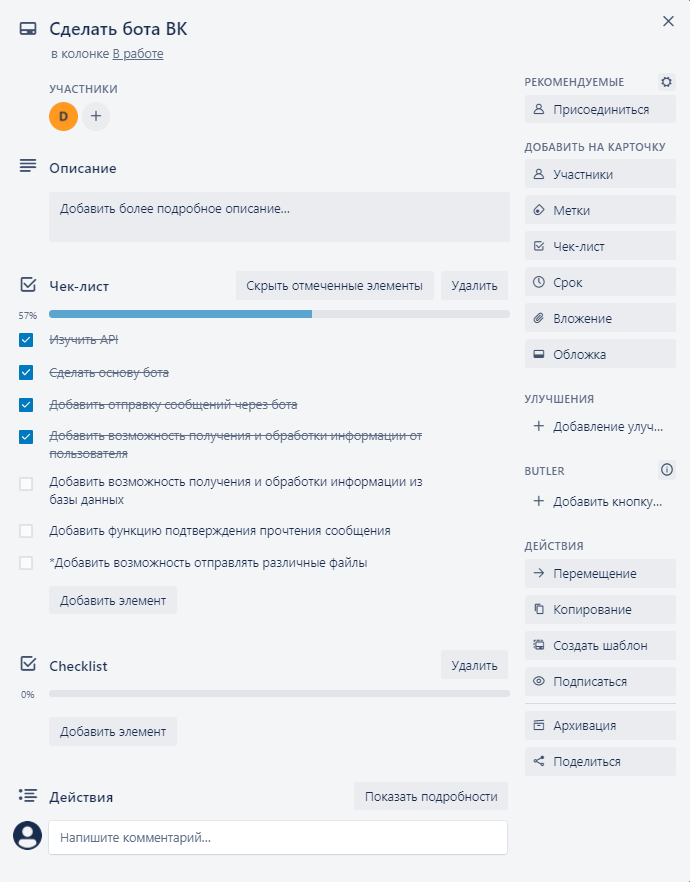 Сделать бота ВК
в колонке В работе
УЧАСТНИКИ
D
Описание
Добавить более подробное описание...
Чек-лист
Скрыть отмеченные элементы
Удалить
57%
Изучить API
Сделать основу бота
Добавить отправку сообщений через бота
Добавить возможность получения и обработки информации от
пользователя
Добавить возможность получения и обработки информации из
базы данных
Добавить функцию подтверждения прочтения сообщения
*Добавить возможность отправлять различные файлы
Добавить элемент
Checklist
Удалить
0%
Добавить элемент
Действия
Показать подробности
Напишите комментарий...
РЕКОМЕНДУЕМЫЕ
Присоединиться
ДОБАВИТЬ НА КАРТОЧКУ
Участники
Метки
Чек-лист
Срок
Вложение
Обложка
УЛУЧШЕНИЯ
+ Добавление улуч...
BUTLER
+ Добавить кнопку...
ДЕЙСТВИЯ
Перемещение
Копирование
Создать шаблон
Подписаться
Архивация
Поделиться